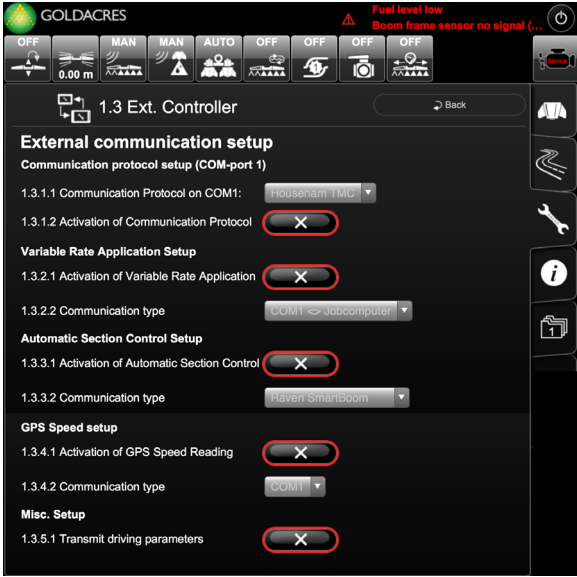 GOLDACRES
Fuel level low
Boom frame sensor no signal (...
OFF
MAN
MAN
AUTO
OFF
OFF
OFF
OFF
0.00 m
1
Service
1.3 Ext. Controller
Back
External communication setup
Communication protocol setup (COM-port 1)
1.3.1.1 Communication Protocol on COM1: Househam TMC
1.3.1.2 Activation of Communication Protocol
Variable Rate Application Setup
1.3.2.1 Activation of Variable Rate Application
1.3.2.2 Communication type COM1 <> Jobcomputer
1
Automatic Section Control Setup
1.3.3.1 Activation of Automatic Section Control
1.3.3.2 Communication type Raven SmartBoom
GPS Speed setup
1.3.4.1 Activation of GPS Speed Reading
1.3.4.2 Communication type COM1
Misc. Setup
1.3.5.1 Transmit driving parameters